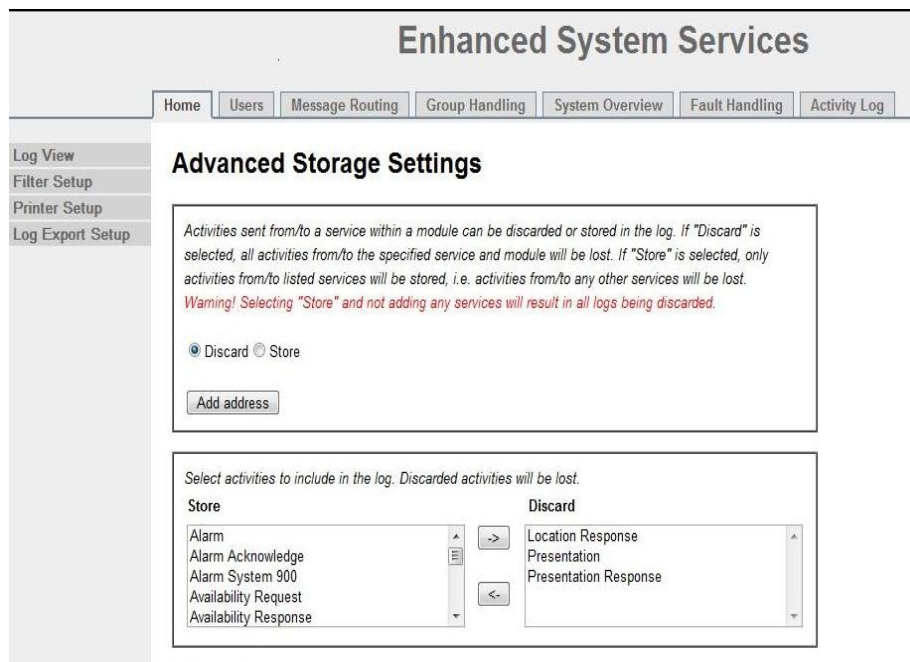 Enhanced System Services
Home
Users
Message Routing
Group Handling
System Overview
Fault Handling
Activity Log
Log View
Filter Setup
Printer Setup
Log Export Setup
Advanced Storage Settings
Activities sent from/to a service within a module can be discarded or stored in the log. If "Discard" is
selected, all activities from/to the specified service and module will be lost. If "Store" is selected, only
activities from/to listed services will be stored, i.e. activities from/to any other services will be lost.
Warning! Selecting "Store" and not adding any services will result in all logs being discarded.
Discard Store
Add address
Select activities to include in the log. Discarded activities will be lost.
Store
Alarm
Alarm Acknowledge
Alarm System 900
Availability Request
Availability Response
->
<-
Discard
Location Response
Presentation
Presentation Response